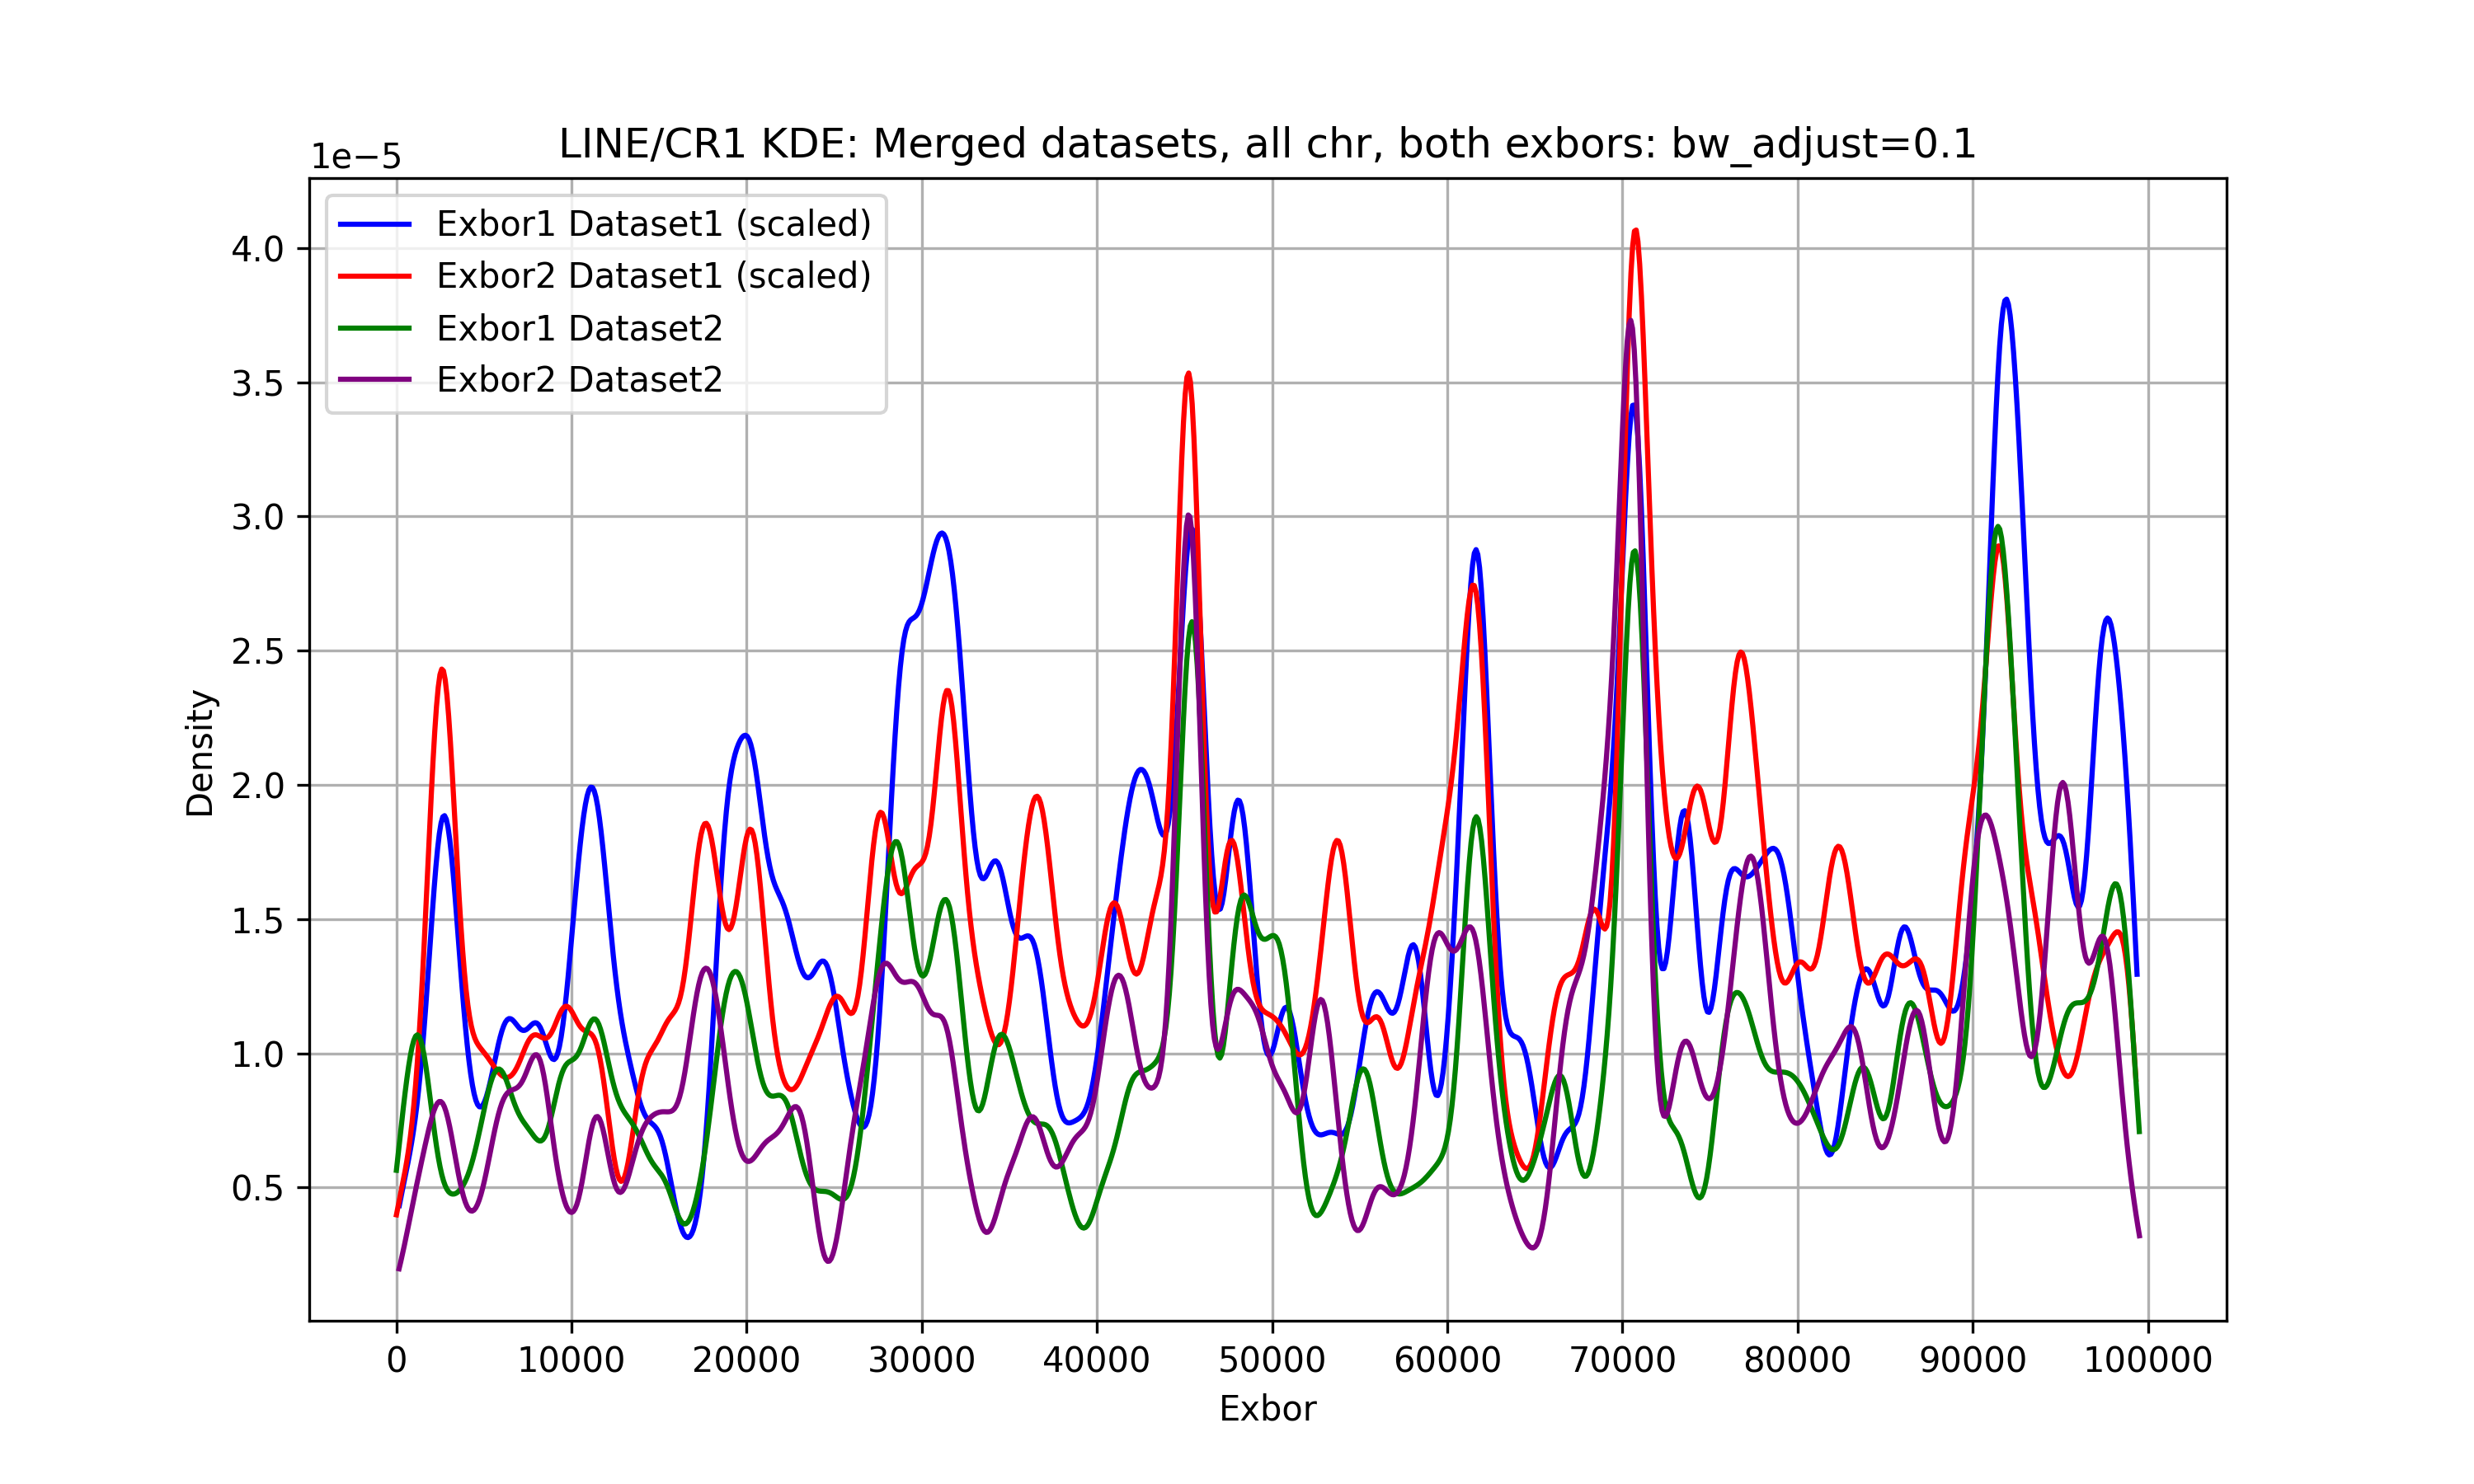 LINE/CR1 KDE: Merged datasets, all chr, both exbors: bw_adjust=0.1
1e−5
Exbor1 Dataset1 (scaled)
Exbor2 Dataset1 (scaled)
Exbor1 Dataset2
Exbor2 Dataset2
4.0
3.5
3.0
2.5
2.0
1.5
1.0
0.5
Density
0 10000 20000 30000 40000 50000 60000 70000 80000 90000 100000
Exbor